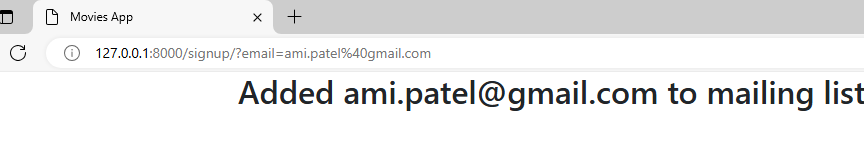 Movies App
127.0.0.1:8000/signup/?email=ami.patel%40gmail.com
Added ami.patel@gmail.com to mailing list